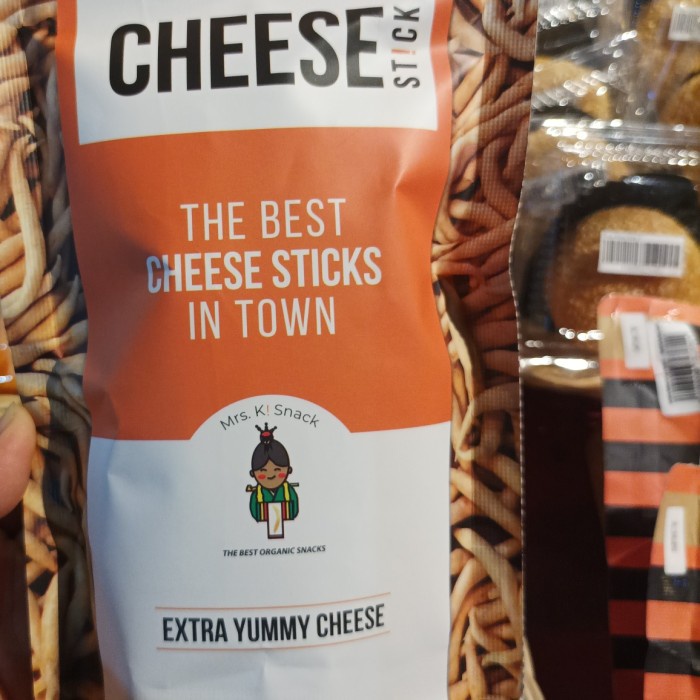 CHEESE
ST!CK
THE BEST
CHEESE STICKS
IN TOWN
Mrs. K! Snack
THE BEST ORGANIC SNACKS
EXTRA YUMMY CHEESE